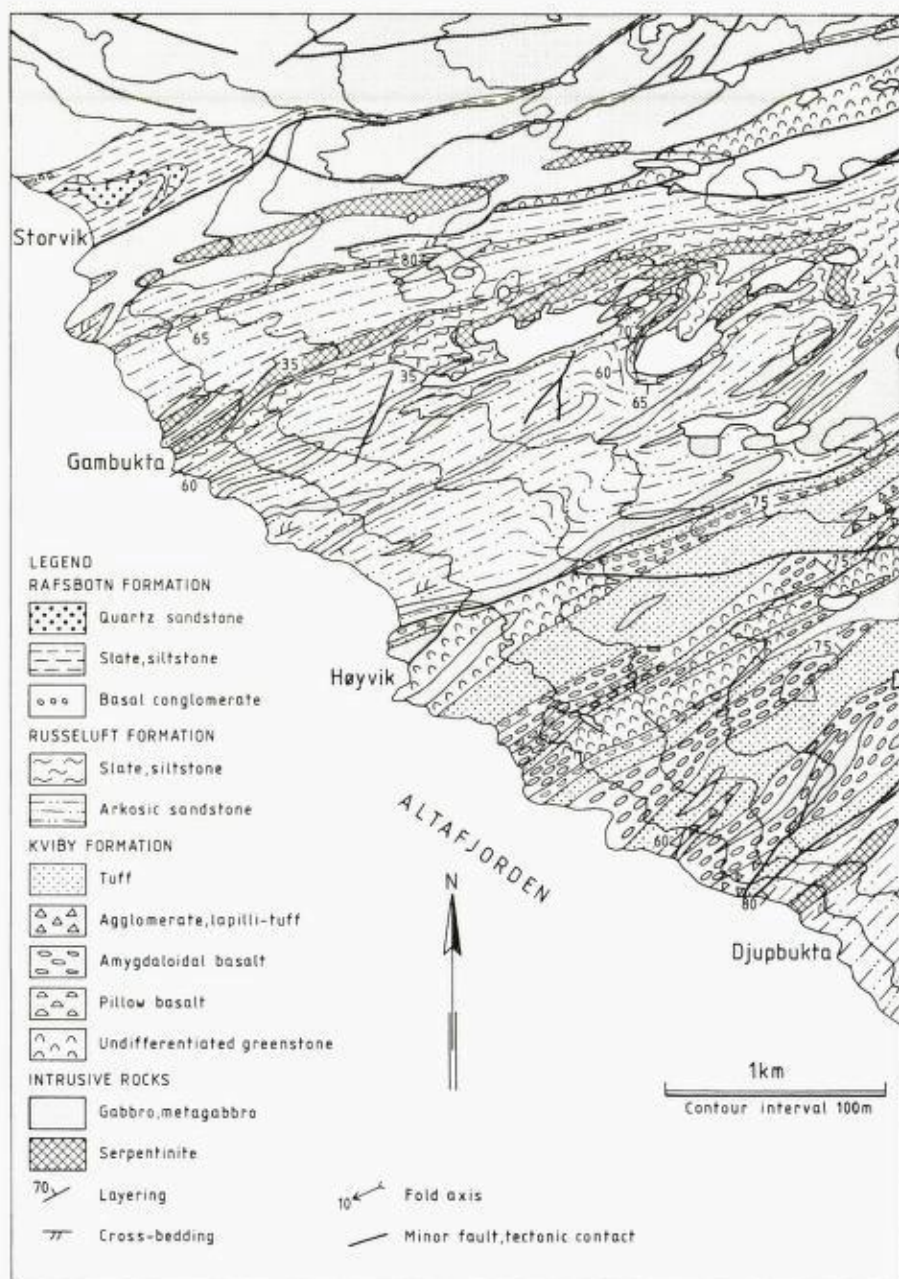 Storvik
80
65
35
35
70
60
65
Gambukta
60
75
75
75
Høyvik
60
80
Djupbukta
ALTAFJORDEN
N
1km
Contour interval 100m
LEGEND
RAFSBOTN FORMATION
Quartz sandstone
Slate, siltstone
Basal conglomerate
RUSSELUFT FORMATION
Slate, siltstone
Arkosic sandstone
KVIBY FORMATION
Tuff
Agglomerate, lapilli-tuff
Amygdaloidal basalt
Pillow basalt
Undifferentiated greenstone
INTRUSIVE ROCKS
Gabbro, metagabbro
Serpentinite
70 Layering
10 Fold axis
Cross-bedding
Minor fault, tectonic contact